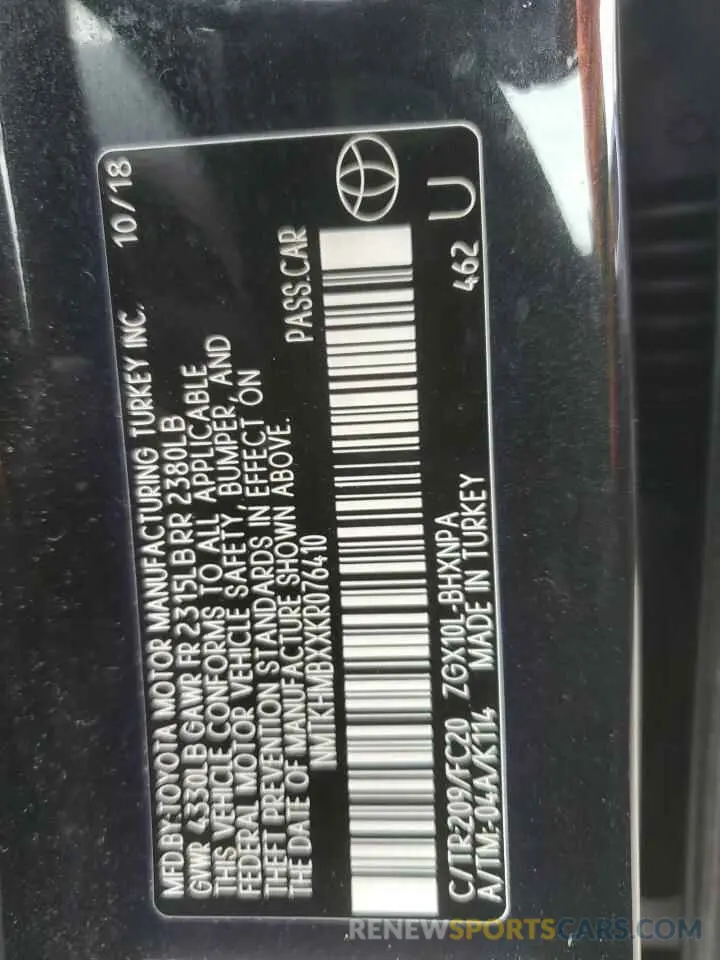 MFD BY: TOYOTA MOTOR MANUFACTURING TURKEY INC. 10/18
GVWR 4330LB GAWR FR 2315LB RR 2380LB
THIS VEHICLE CONFORMS TO ALL APPLICABLE
FEDERAL MOTOR VEHICLE SAFETY, BUMPER, AND
THEFT PREVENTION STANDARDS IN EFFECT ON
THE DATE OF MANUFACTURE SHOWN ABOVE.
NMTKHMBXXKR076410 PASS.CAR
C/TR:209/FC20 ZGX10L-BHXNPA 462 U
A/TM:-04A/K114 MADE IN TURKEY
RENEWSPORTSCARS.COM